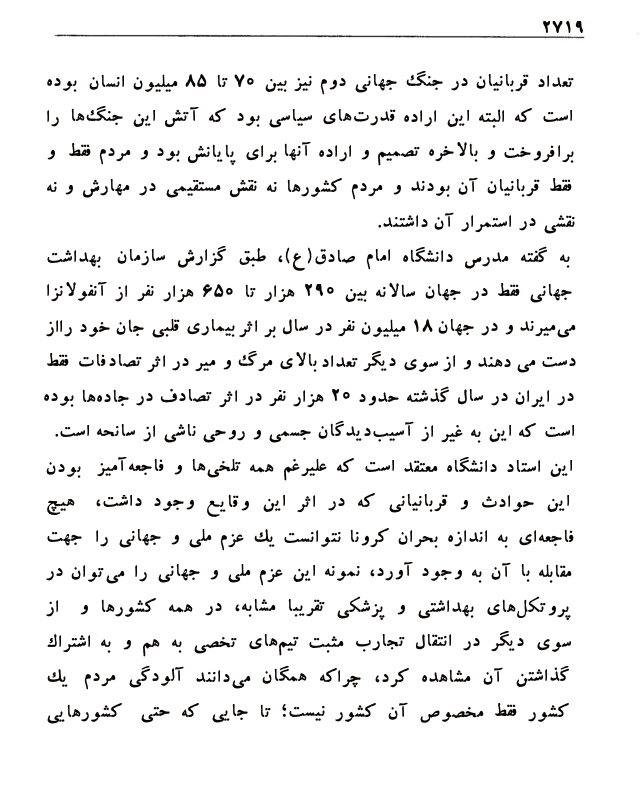 ۲۷۱۹
تعداد قربانیان در جنگ جهانی دوم نیز بین ۷۰ تا ۸۵ میلیون انسان بوده
است که البته این اراده قدرت‌های سیاسی بود که آتش این جنگ‌ها را
برافروخت و بالاخره تصمیم و اراده آنها برای پایانش بود و مردم فقط و
فقط قربانیان آن بودند و مردم کشورها نه نقش مستقیمی در مهارش و نه
نقشی در استمرار آن داشتند.
به گفته مدرس دانشگاه امام صادق(ع)، طبق گزارش سازمان بهداشت
جهانی فقط در جهان سالانه بین ۲۹۰ هزار تا ۶۵۰ هزار نفر از آنفولانزا
می‌میرند و در جهان ۱۸ میلیون نفر در سال بر اثر بیماری قلبی جان خود رااز
دست می دهند و از سوی دیگر تعداد بالای مرگ و میر در اثر تصادفات فقط
در ایران در سال گذشته حدود ۲۰ هزار نفر در اثر تصادف در جاده‌ها بوده
است که این به غیر از آسیب‌دیدگان جسمی و روحی ناشی از سانحه است.
این استاد دانشگاه معتقد است که علیرغم همه تلخی‌ها و فاجعه‌آمیز بودن
این حوادث و قربانیانی که در اثر این وقایع وجود داشت، هیچ
فاجعه‌ای به اندازه بحران کرونا نتوانست یك عزم ملی و جهانی را جهت
مقابله با آن به وجود آورد، نمونه این عزم ملی و جهانی را می‌توان در
پروتکل‌های بهداشتی و پزشکی تقریبا مشابه، در همه کشورها و از
سوی دیگر در انتقال تجارب مثبت تیم‌های تخصی به هم و به اشتراك
گذاشتن آن مشاهده کرد، چراکه همگان می‌دانند آلودگی مردم یك
کشور فقط مخصوص آن کشور نیست؛ تا جایی که حتی کشورهایی